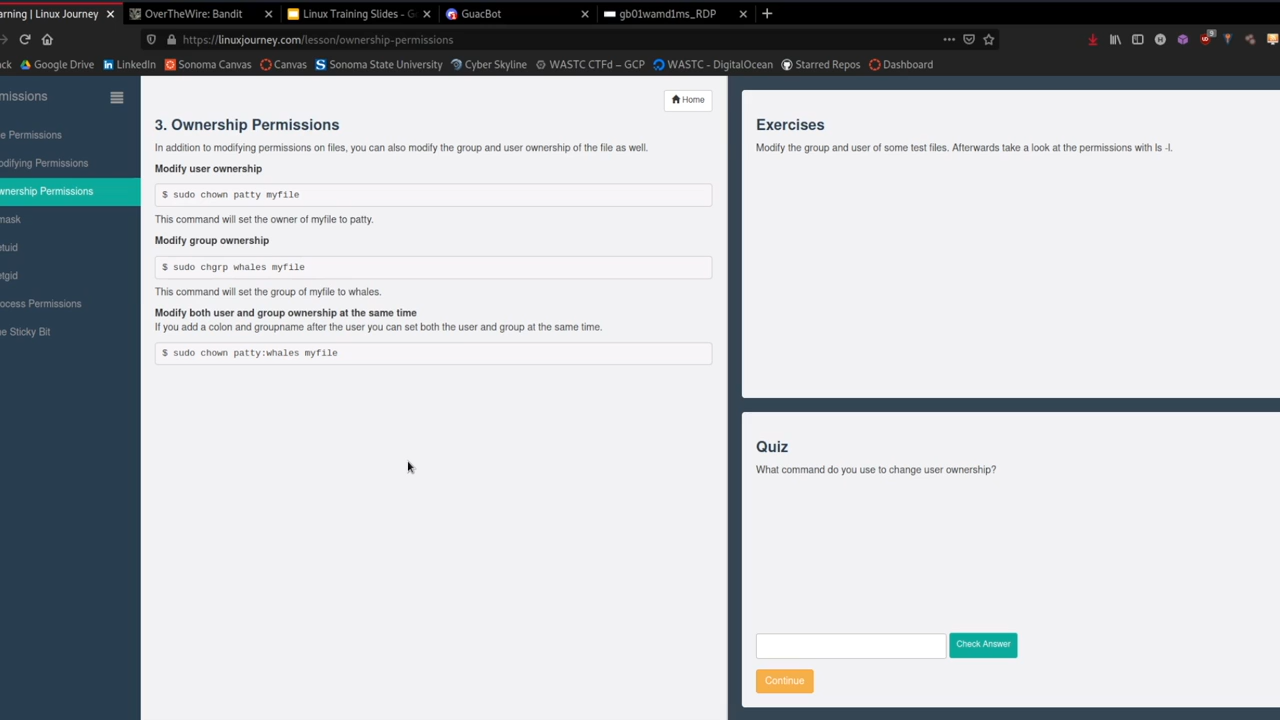 arning | Linux Journey
OverTheWire: Bandit
Linux Training Slides - G
GuacBot
gb01wamd1ms_RDP
https://linuxjourney.com/lesson/ownership-permissions
ck
Google Drive
LinkedIn
Sonoma Canvas
Canvas
Sonoma State University
Cyber Skyline
WASTC CTFd – GCP
WASTC - DigitalOcean
Starred Repos
Dashboard
missions
e Permissions
odifying Permissions
wnership Permissions
mask
etuid
etgid
ocess Permissions
e Sticky Bit
Home
3. Ownership Permissions
In addition to modifying permissions on files, you can also modify the group and user ownership of the file as well.
Modify user ownership
$ sudo chown patty myfile
This command will set the owner of myfile to patty.
Modify group ownership
$ sudo chgrp whales myfile
This command will set the group of myfile to whales.
Modify both user and group ownership at the same time
If you add a colon and groupname after the user you can set both the user and group at the same time.
$ sudo chown patty:whales myfile
Exercises
Modify the group and user of some test files. Afterwards take a look at the permissions with ls -l.
Quiz
What command do you use to change user ownership?
Check Answer
Continue